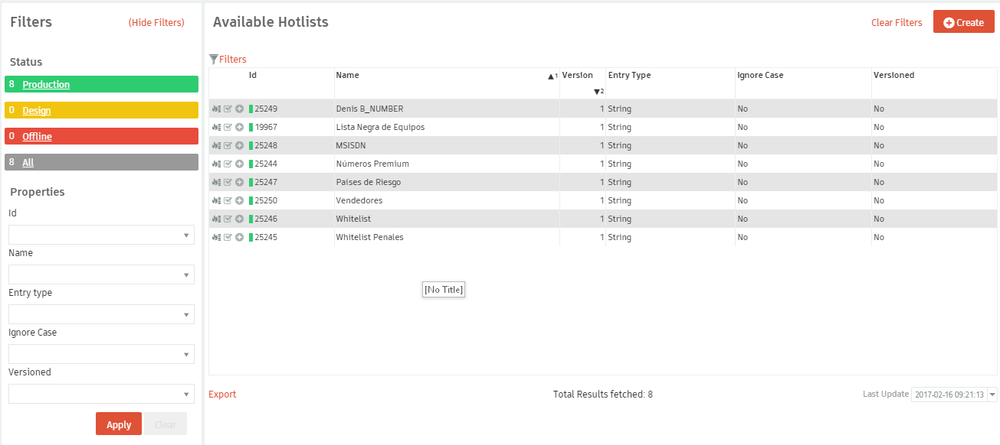 Filters
(Hide Filters)
Status
8 Production
0 Design
0 Offline
8 All
Properties
Id
Name
Entry type
Ignore Case
Versioned
Apply
Clear
Available Hotlists
Clear Filters
Create
Filters
Id Name ▲1 Version ▼2 Entry Type Ignore Case Versioned
25249 Denis B_NUMBER 1 String No No
19967 Lista Negra de Equipos 1 String No No
25248 MSISDN 1 String No No
25244 Números Premium 1 String No No
25247 Paises de Riesgo 1 String No No
25250 Vendedores 1 String No No
25246 Whitelist 1 String No No
25245 Whitelist Penales 1 String No No
[No Title]
Export
Total Results fetched: 8
Last Update 2017-02-16 09:21:13